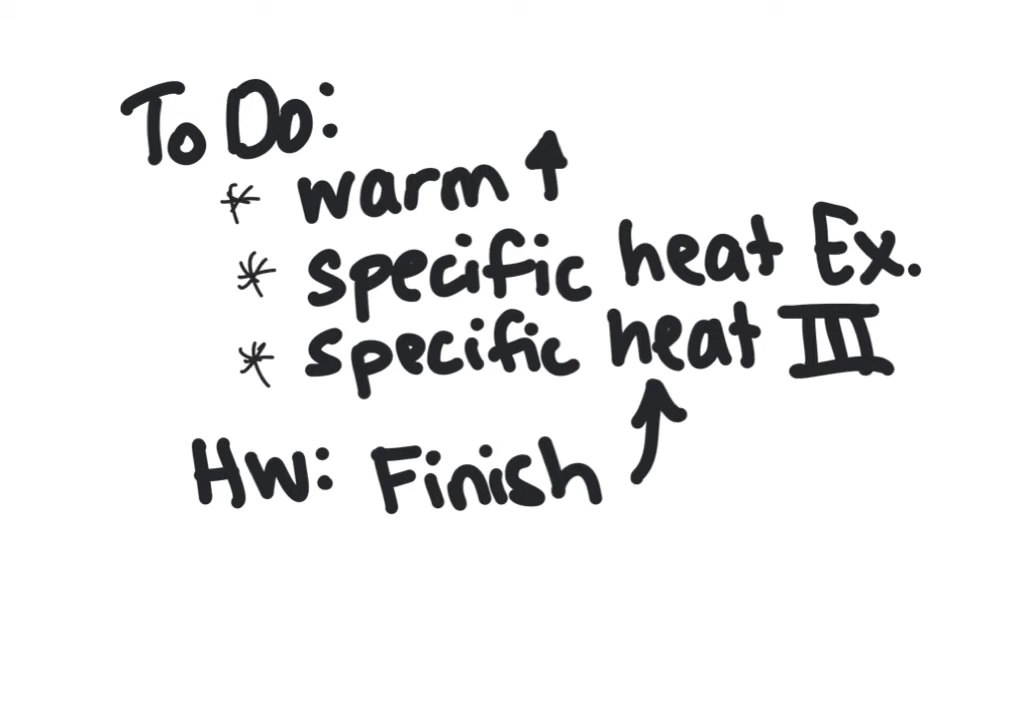 To Do:
* warm ↑
* specific heat Ex.
* specific heat III
HW: Finish ↑